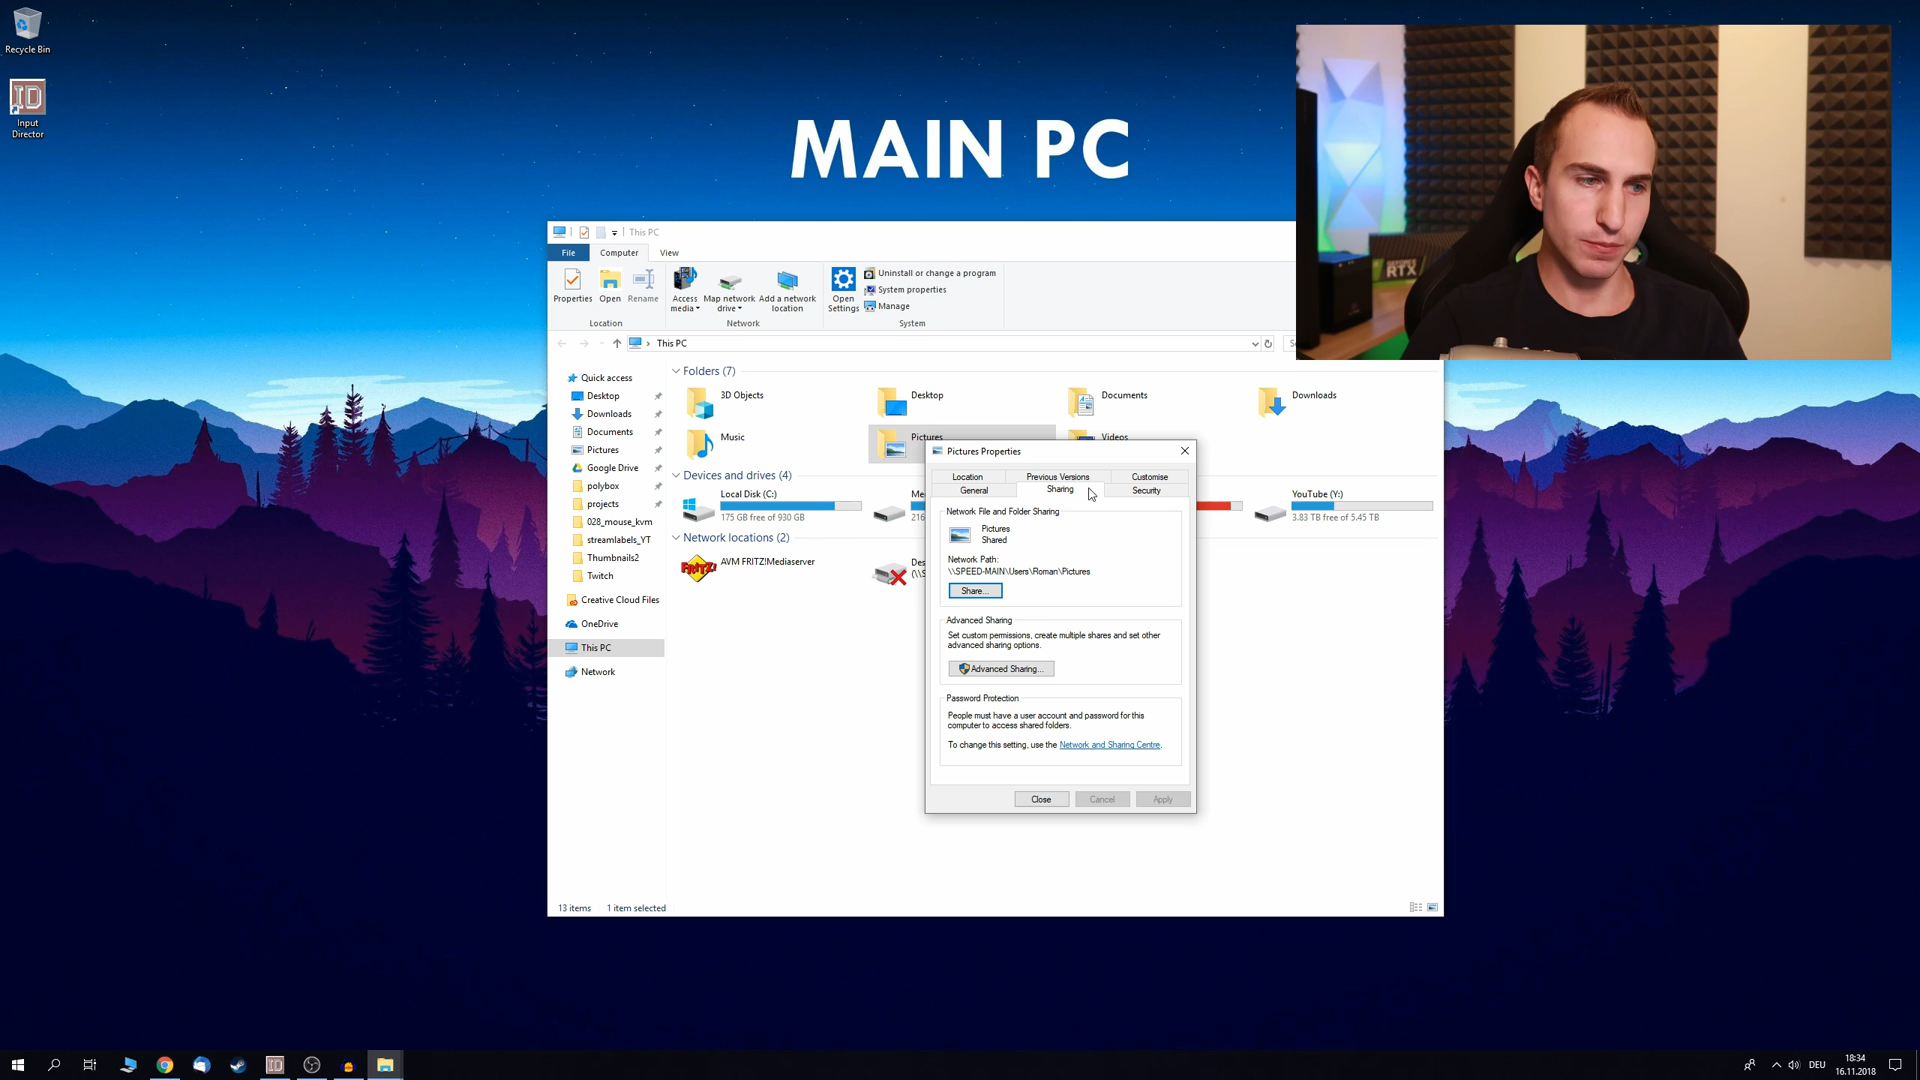 Recycle Bin
Input
Director
MAIN PC
GEFORCE
RTX
This PC
File
Computer
View
Properties
Open
Rename
Access
media
Map network
drive
Add a network
location
Open
Settings
Uninstall or change a program
System properties
Manage
Location
Network
System
This PC
Quick access
Desktop
Downloads
Documents
Pictures
Google Drive
polybox
projects
028_mouse_kvm
streamlabels_YT
Thumbnails2
Twitch
Creative Cloud Files
OneDrive
This PC
Network
Folders (7)
3D Objects
Desktop
Documents
Downloads
Music
Pictures
Videos
Devices and drives (4)
Local Disk (C:)
175 GB free of 930 GB
216
YouTube (Y:)
3.83 TB free of 5.45 TB
Network locations (2)
FRITZ!
AVM FRITZ!Mediaserver
Pictures Properties
Location
Previous Versions
Customise
General
Sharing
Security
Network File and Folder Sharing
Pictures
Shared
Network Path:
\\SPEED-MAIN\Users\Roman\Pictures
Share...
Advanced Sharing
Set custom permissions, create multiple shares and set other
advanced sharing options.
Advanced Sharing...
Password Protection
People must have a user account and password for this
computer to access shared folders.
To change this setting, use the Network and Sharing Centre.
Close
Cancel
Apply
13 items
1 item selected
ID
DEU
18:34
16.11.2018